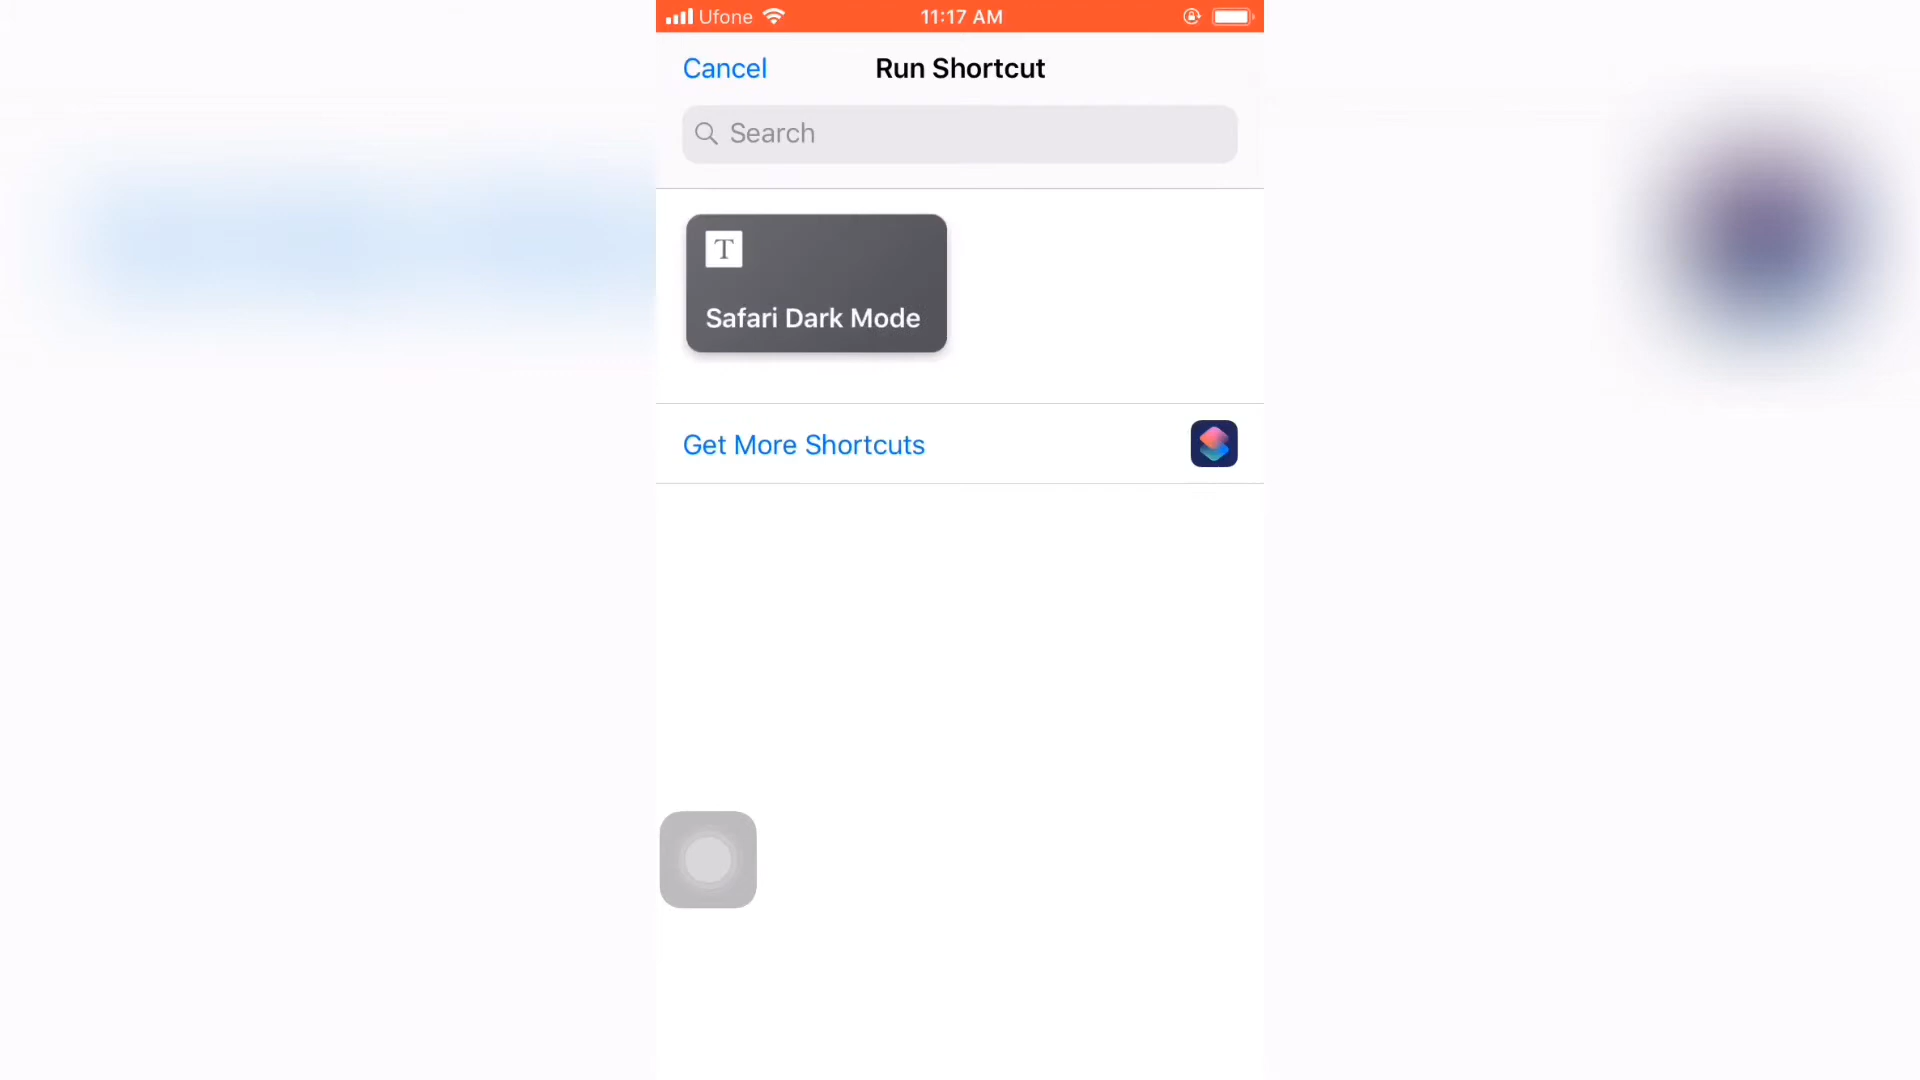 Ufone 11:17 AM
Cancel Run Shortcut
Search
T
Safari Dark Mode
Get More Shortcuts